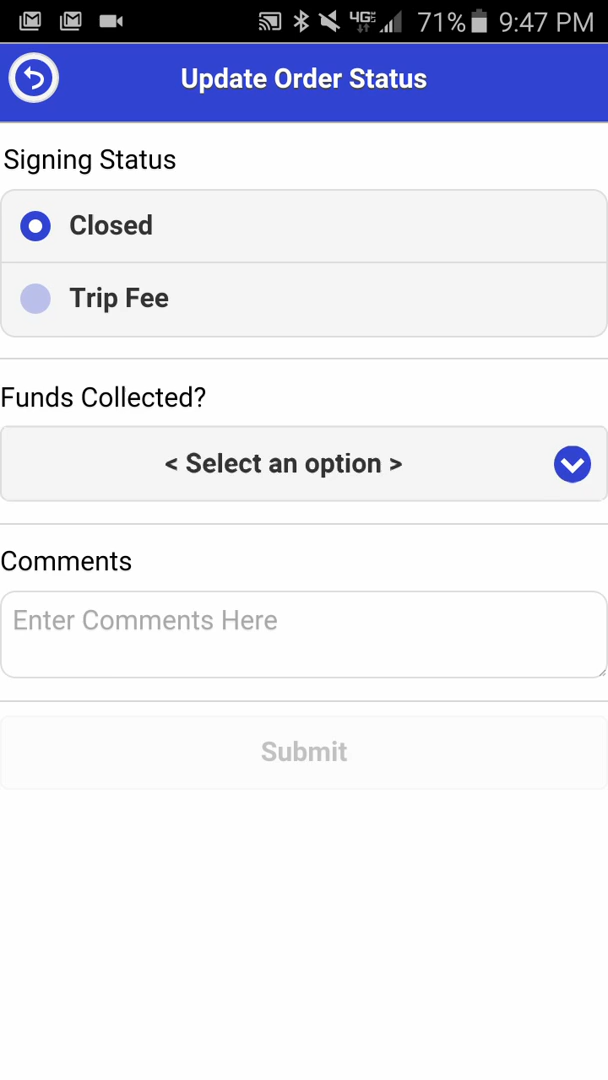 4G 71% 9:47 PM
Update Order Status
Signing Status
Closed
Trip Fee
Funds Collected?
< Select an option >
Comments
Enter Comments Here
Submit